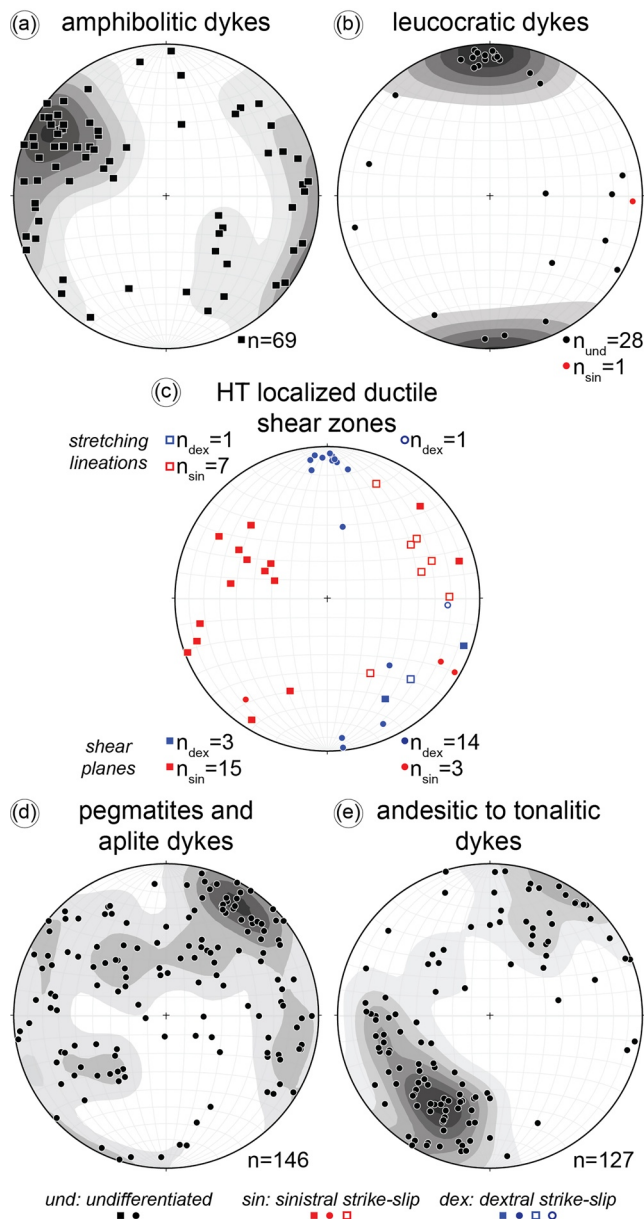 (a) amphibolitic dykes
(b) leucocratic dykes
n=69
n_und=28
n_sin=1
(c) HT localized ductile
shear zones
stretching
lineations
n_dex=1
n_sin=7
n_dex=1
shear
planes
n_dex=3
n_sin=15
n_dex=14
n_sin=3
(d) pegmatites and
aplite dykes
(e) andesitic to tonalitic
dykes
n=146
n=127
und: undifferentiated
sin: sinistral strike-slip
dex: dextral strike-slip